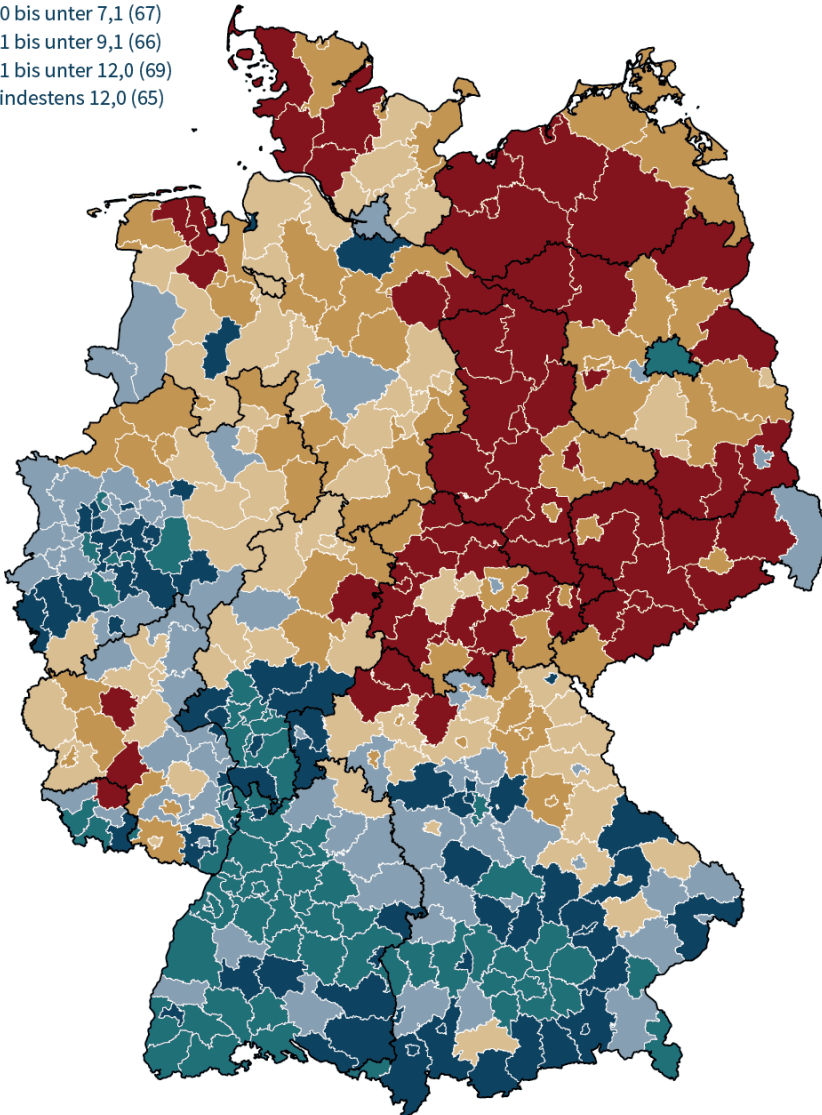 0 bis unter 7,1 (67)
1 bis unter 9,1 (66)
1 bis unter 12,0 (69)
indestens 12,0 (65)